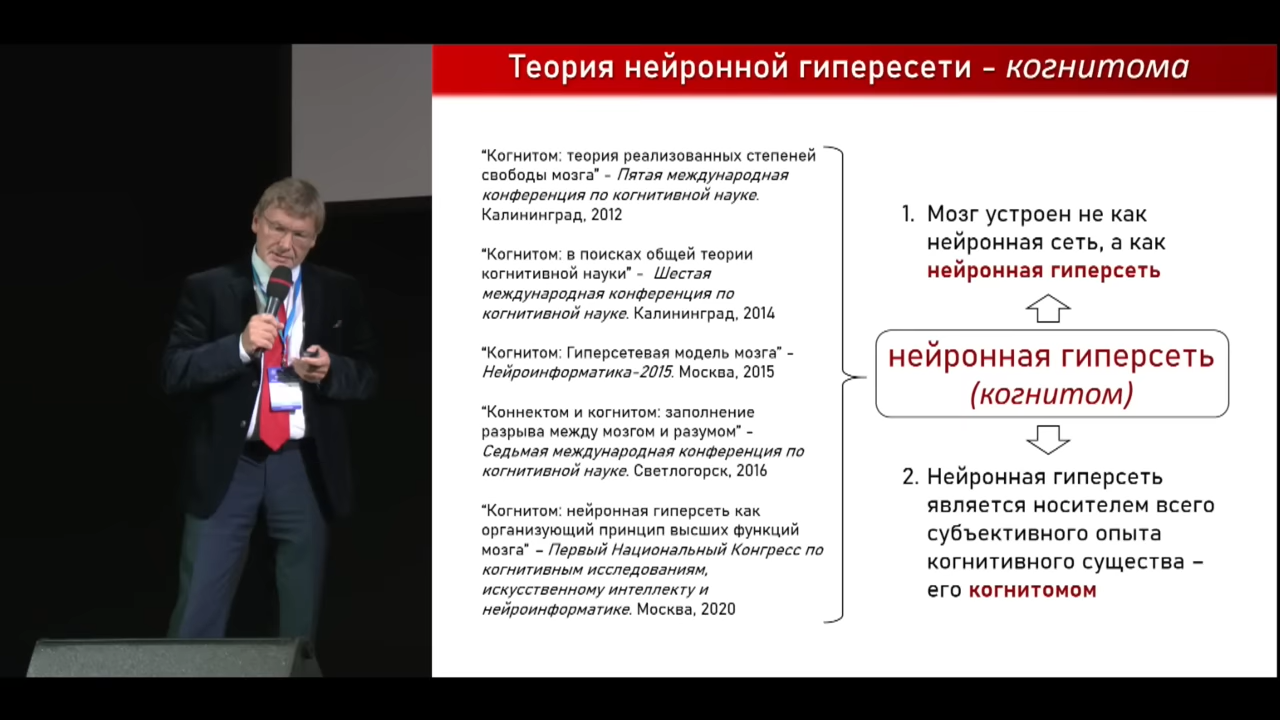 Теория нейронной гиперсети - когнитома
“Когнитом: теория реализованных степеней
свободы мозга” - Пятая международная
конференция по когнитивной науке.
Калининград, 2012
“Когнитом: в поисках общей теории
когнитивной науки” - Шестая
международная конференция по
когнитивной науке. Калининград, 2014
“Когнитом: Гиперсетевая модель мозга” –
Нейроинформатика-2015. Москва, 2015
“Коннектом и когнитом: заполнение
разрыва между мозгом и разумом” –
Седьмая международная конференция по
когнитивной науке. Светлогорск, 2016
“Когнитом: нейронная гиперсеть как
организующий принцип высших функций
мозга” – Первый Национальный Конгресс по
когнитивным исследованиям,
искусственному интеллекту и
нейроинформатике. Москва, 2020
1. Мозг устроен не как
нейронная сеть, а как
нейронная гиперсеть
нейронная гиперсеть
(когнитом)
2. Нейронная гиперсеть
является носителем всего
субъективного опыта
когнитивного существа –
его когнитомом